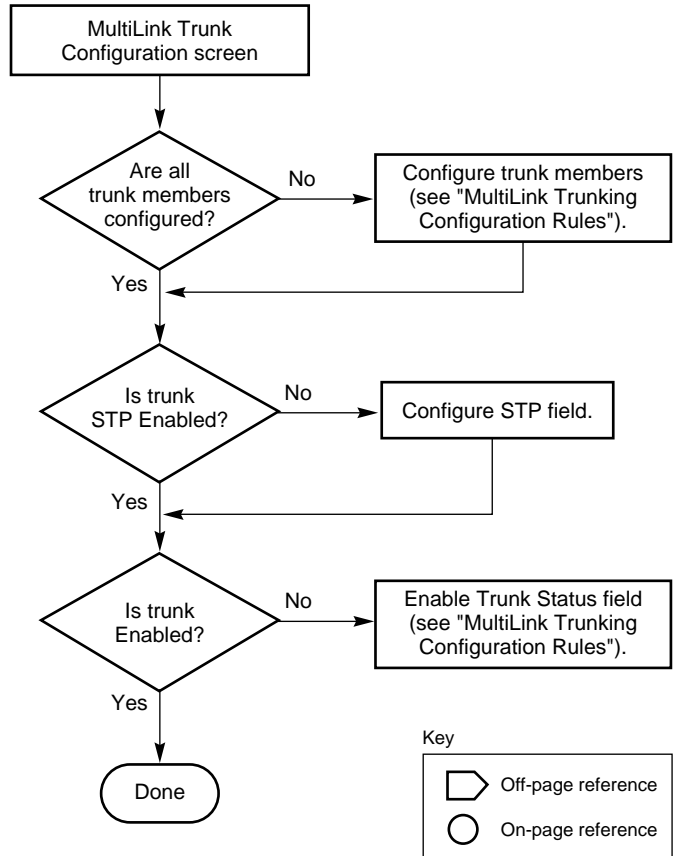 MultiLink Trunk
Configuration screen
Are all
trunk members
configured?
No
Configure trunk members
(see "MultiLink Trunking
Configuration Rules").
Yes
Is trunk
STP Enabled?
No
Configure STP field.
Yes
Is trunk
Enabled?
No
Enable Trunk Status field
(see "MultiLink Trunking
Configuration Rules").
Yes
Done
Key
Off-page reference
On-page reference